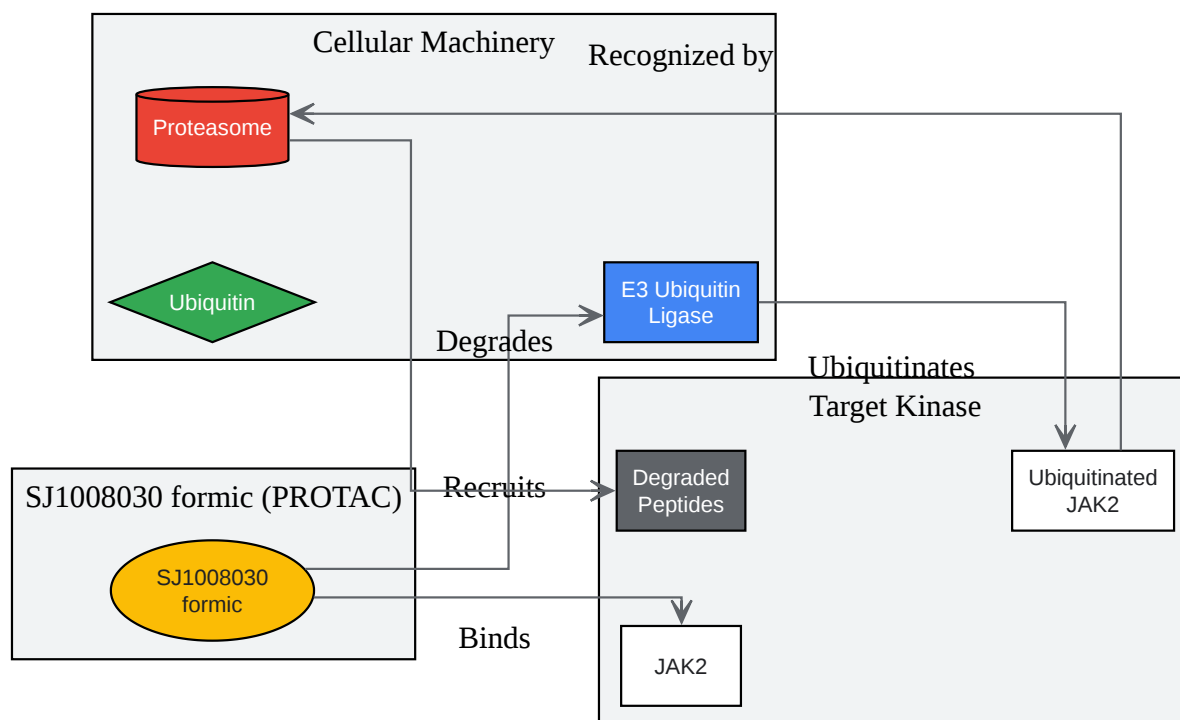 Cellular Machinery
Recognized by
Proteasome
Ubiquitin
E3 Ubiquitin
Ligase
Degrades
Ubiquitinates
Target Kinase
SJ1008030 formic (PROTAC)
Recruits
Degraded
Peptides
Ubiquitinated
JAK2
SJ1008030
formic
Binds
JAK2